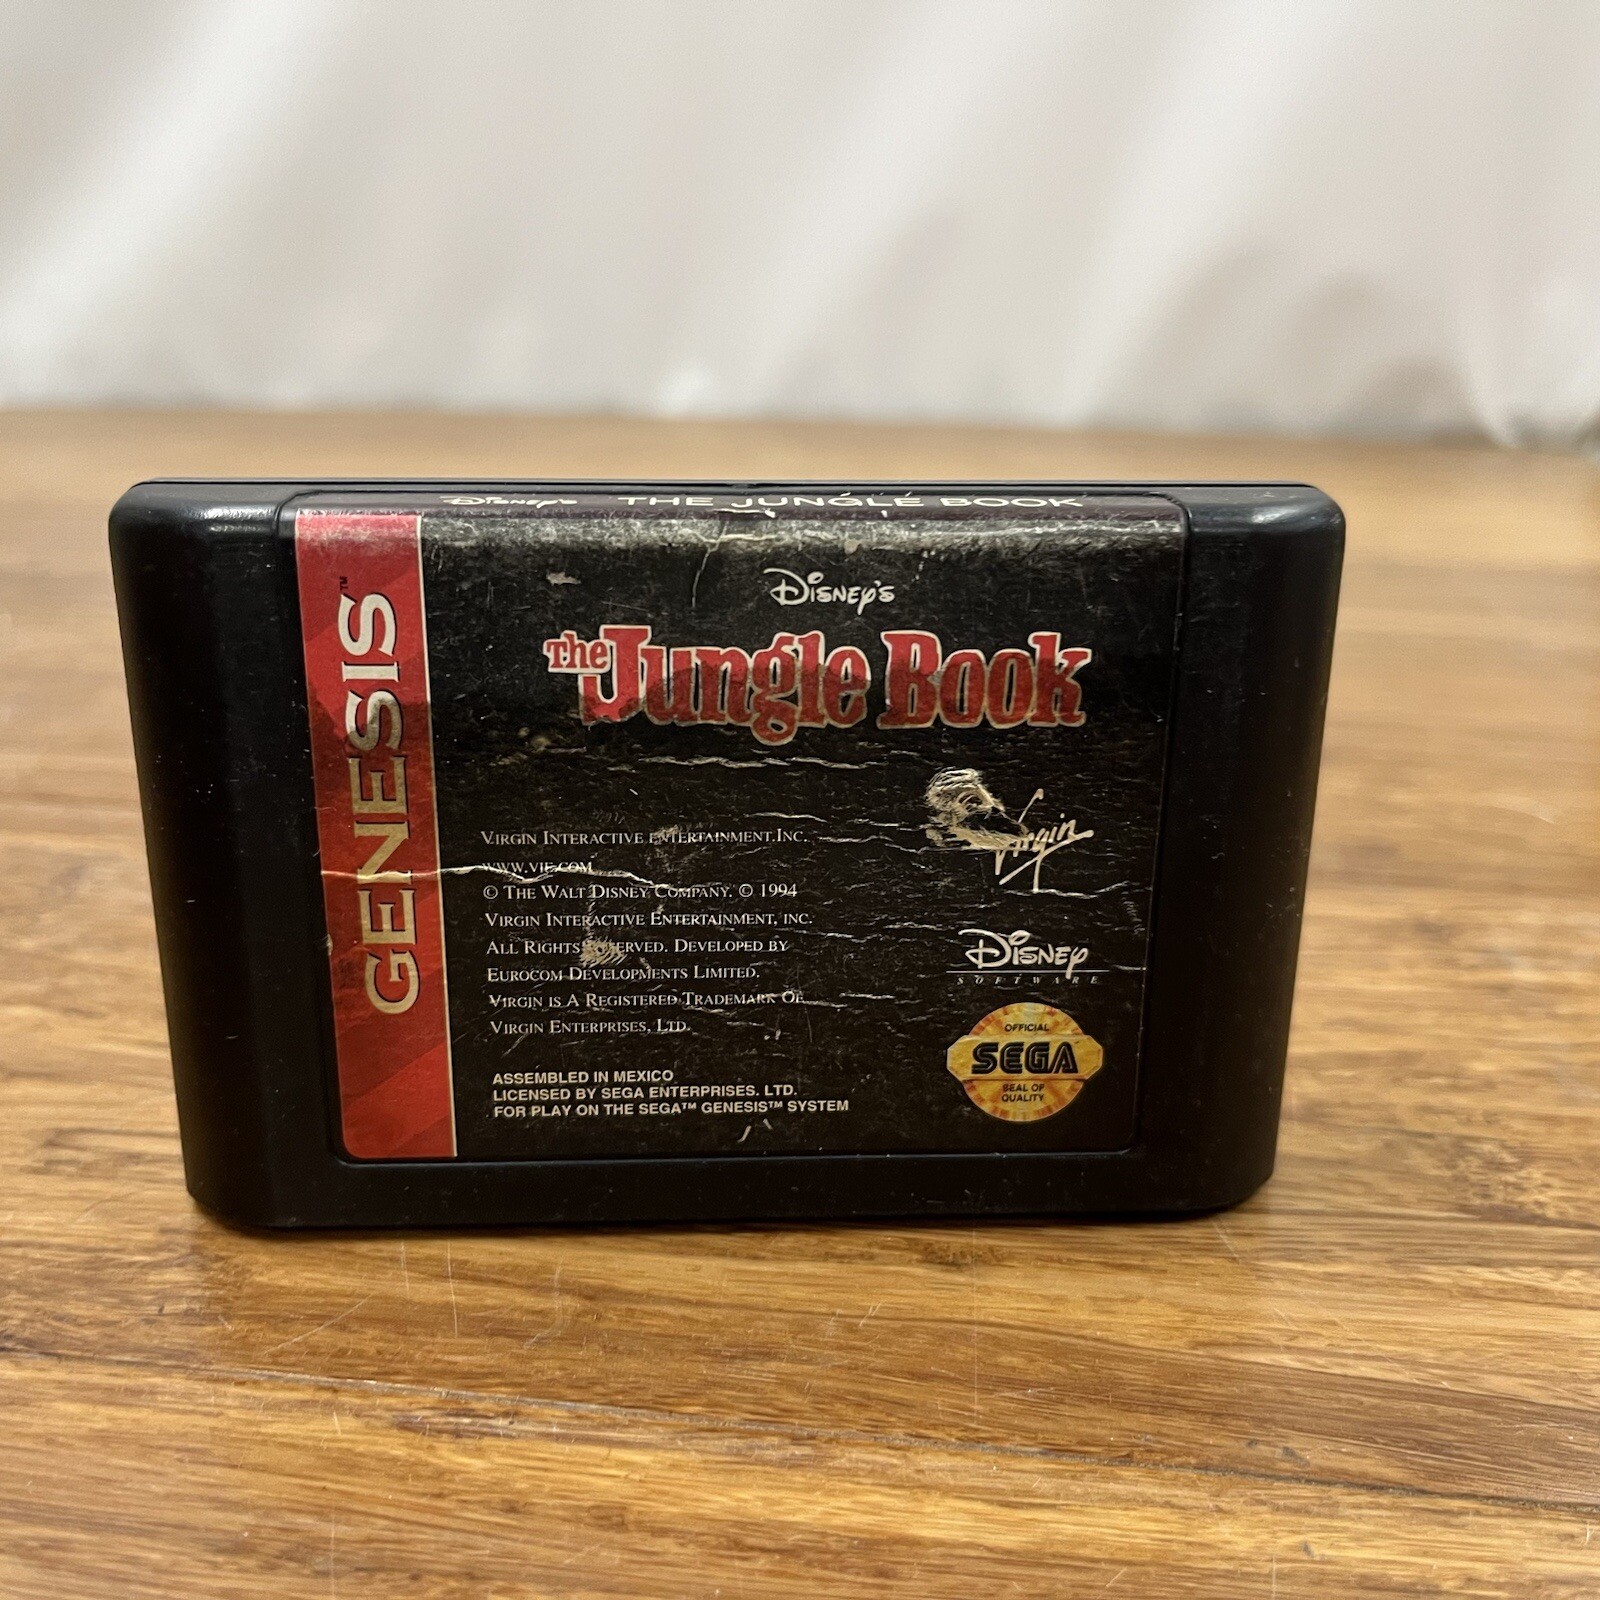 Disney's THE JUNGLE BOOK
GENESIS™
Disney's
The Jungle Book
Virgin Interactive Entertainment, Inc.
www.vie.com
© The Walt Disney Company. © 1994
Virgin Interactive Entertainment, Inc.
All Rights Reserved. Developed by
Eurocom Developments Limited.
Virgin is A Registered Trademark Of
Virgin Enterprises, Ltd.
ASSEMBLED IN MEXICO
LICENSED BY SEGA ENTERPRISES. LTD.
FOR PLAY ON THE SEGA™ GENESIS™ SYSTEM
Virgin
Disney
SOFTWARE
OFFICIAL
SEGA
SEAL OF
QUALITY